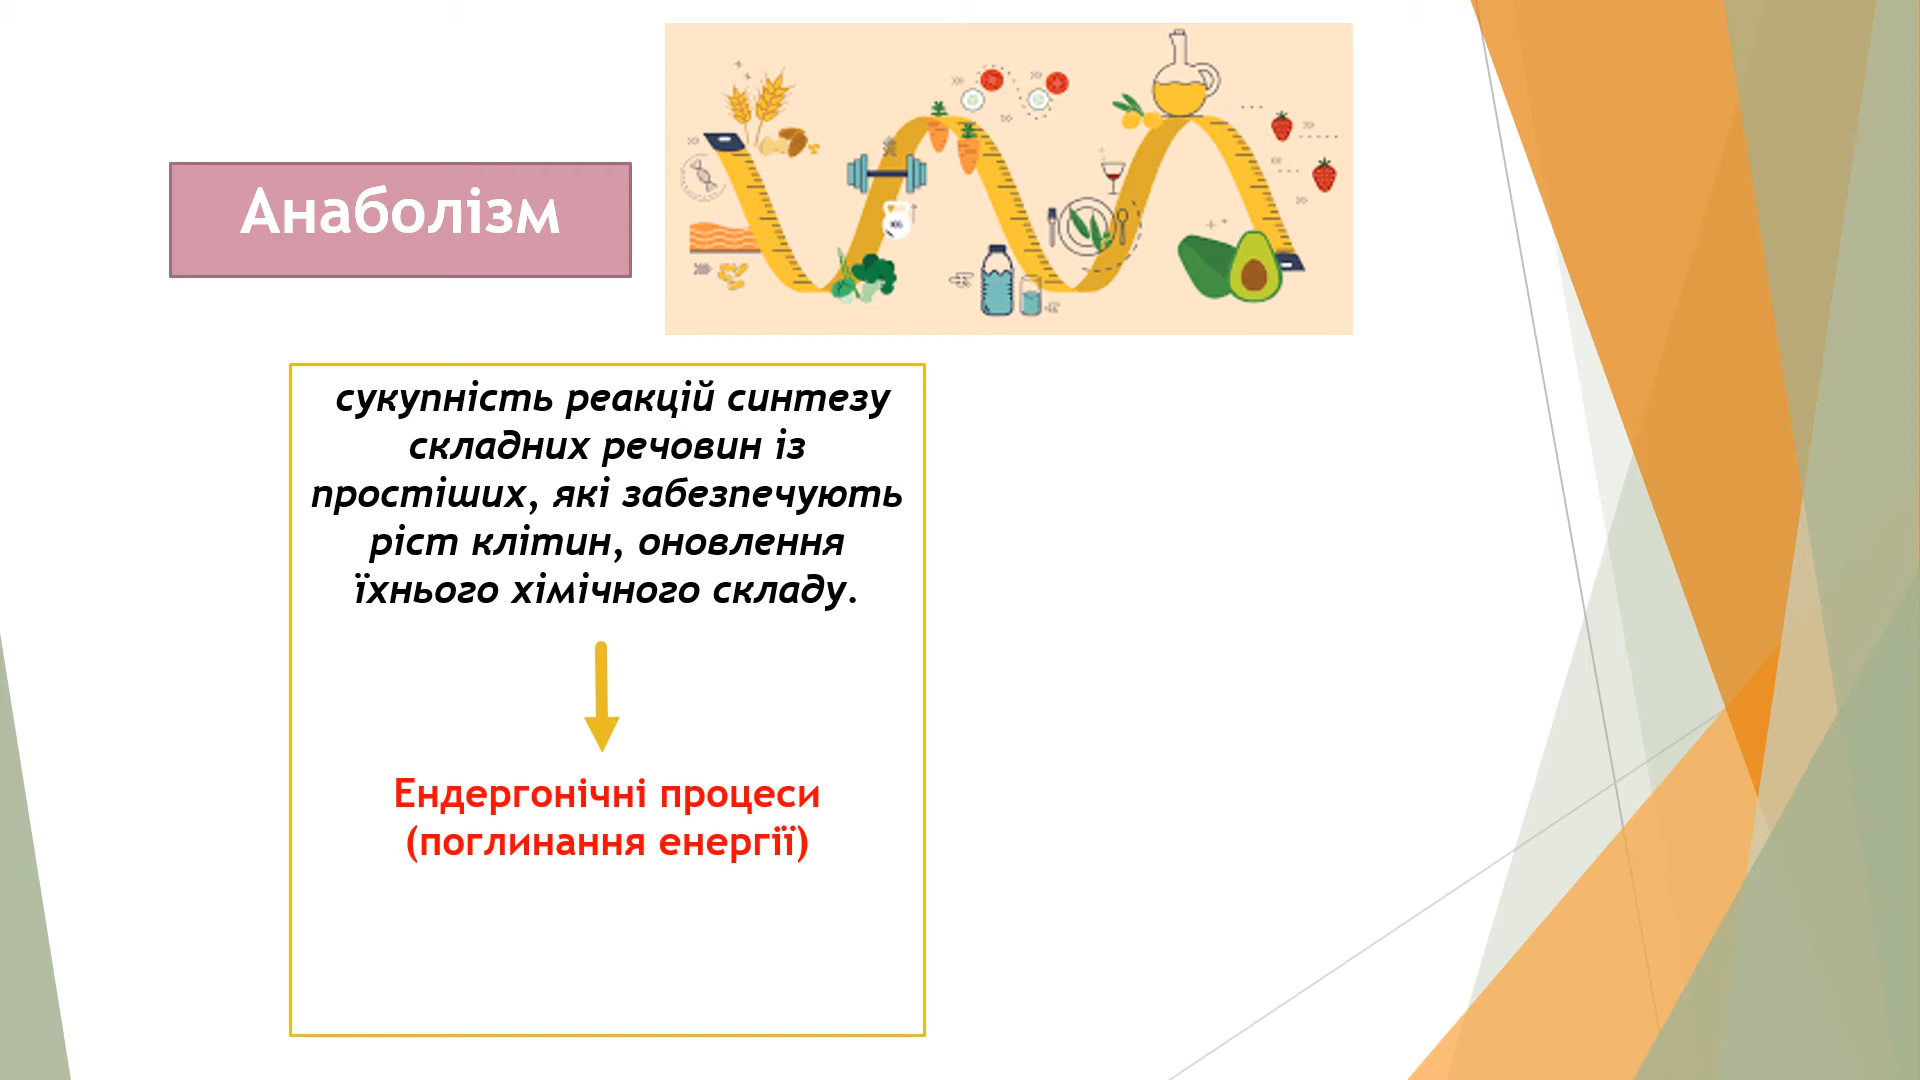 Анаболізм
сукупність реакцій синтезу
складних речовин із
простіших, які забезпечують
ріст клітин, оновлення
їхнього хімічного складу.
Ендергонічні процеси
(поглинання енергії)